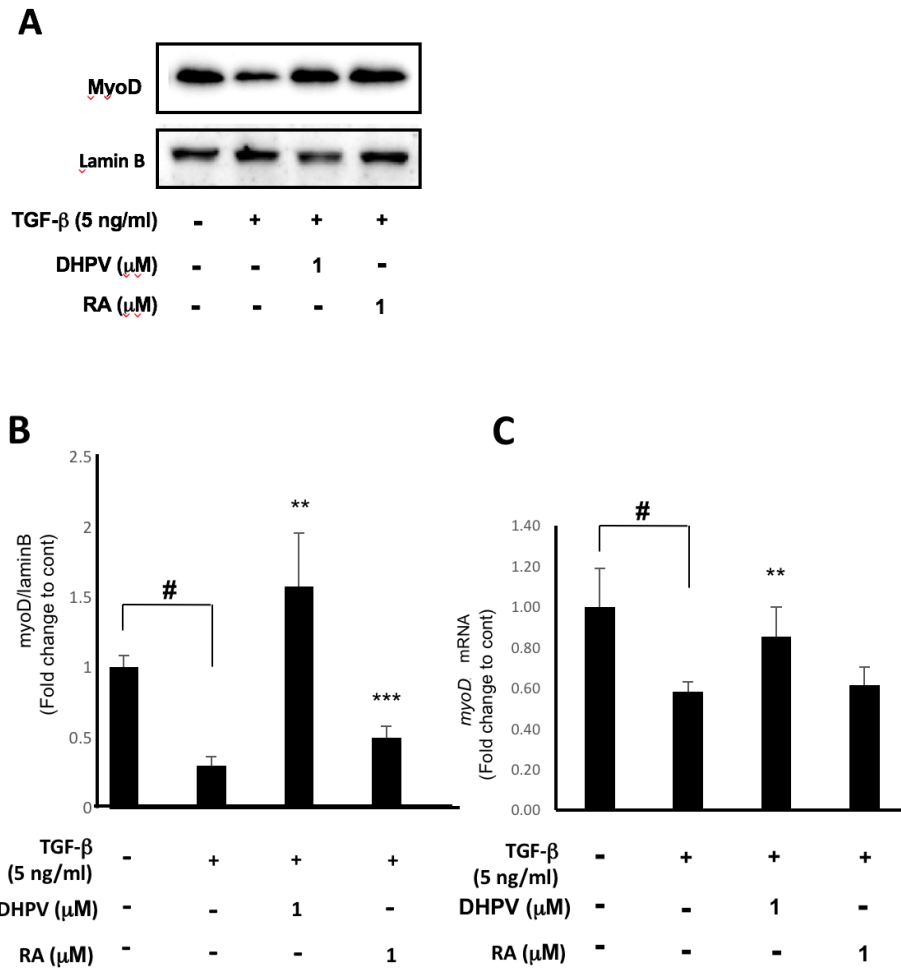 A
MyoD
Lamin B
TGF-β (5 ng/ml) - + + +
DHPV (μM) - - 1 -
RA (μM) - - - 1
B
myoD/laminB
(Fold change to cont)
2.5
2
1.5
1
0.5
0
#
**
***
TGF-β
(5 ng/ml)
- + + +
DHPV (μM) - - 1 -
RA (μM) - - - 1
C
myoD mRNA
(Fold change to cont)
1.40
1.20
1.00
0.80
0.60
0.40
0.20
0.00
#
**
TGF-β
(5 ng/ml)
- + + +
DHPV (μM) - - 1 -
RA (μM) - - - 1